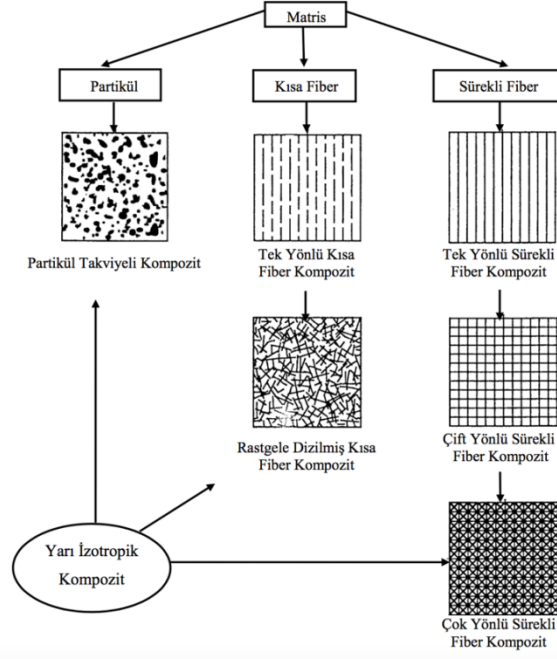 Matris
Partikül
Kısa Fiber
Sürekli Fiber
Partikül Takviyeli Kompozit
Tek Yönlü Kısa
Fiber Kompozit
Tek Yönlü Sürekli
Fiber Kompozit
Rastgele Dizilmiş Kısa
Fiber Kompozit
Çift Yönlü Sürekli
Fiber Kompozit
Yarı İzotropik
Kompozit
Çok Yönlü Sürekli
Fiber Kompozit